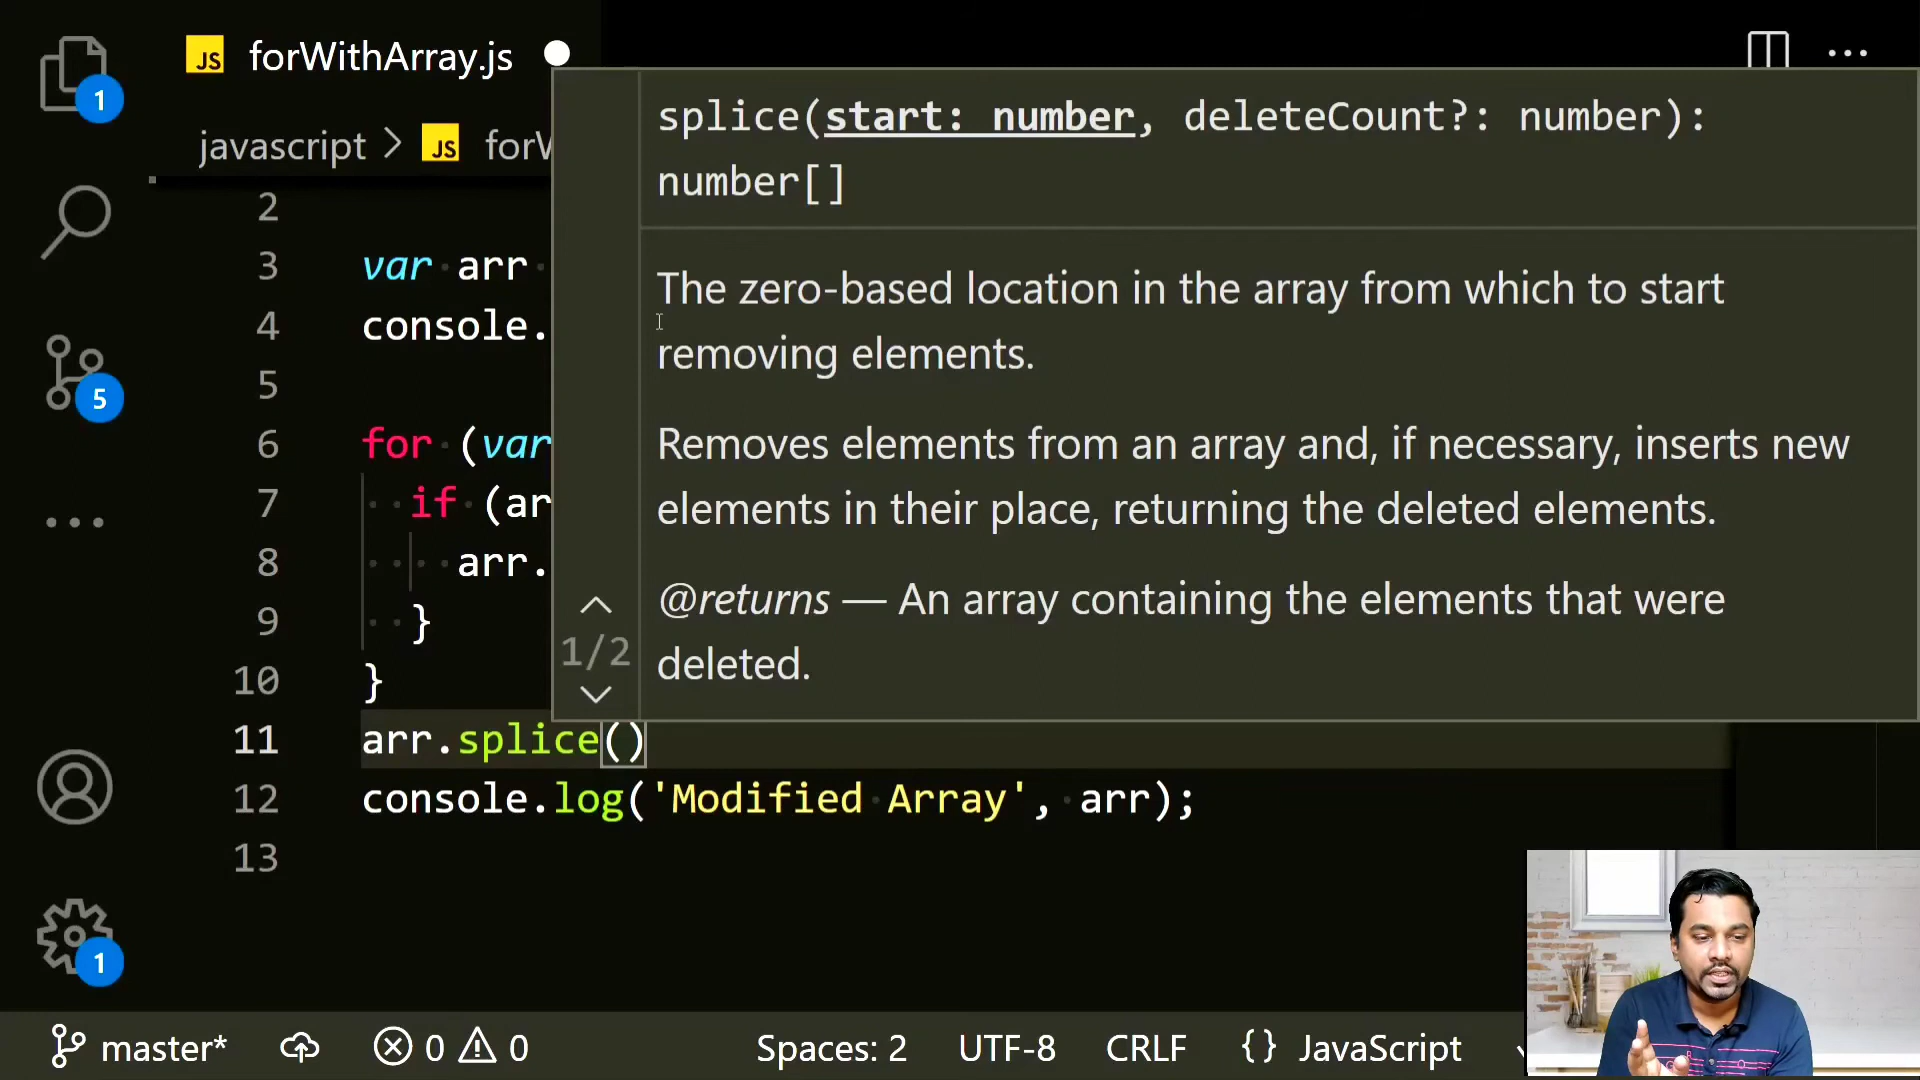 JS forWithArray.js
1
splice(start: number, deleteCount?: number):
number[]
javascript > JS forW
The zero-based location in the array from which to start
removing elements.
Removes elements from an array and, if necessary, inserts new
elements in their place, returning the deleted elements.
@returns — An array containing the elements that were
deleted.
1/2
2
3 var arr
4 console.
5
5
6 for (var
7 if (ar
8 arr.
9 }
10 }
11 arr.splice()
12 console.log('Modified Array', arr);
13
1
master* 0 0 Spaces: 2 UTF-8 CRLF {} JavaScript